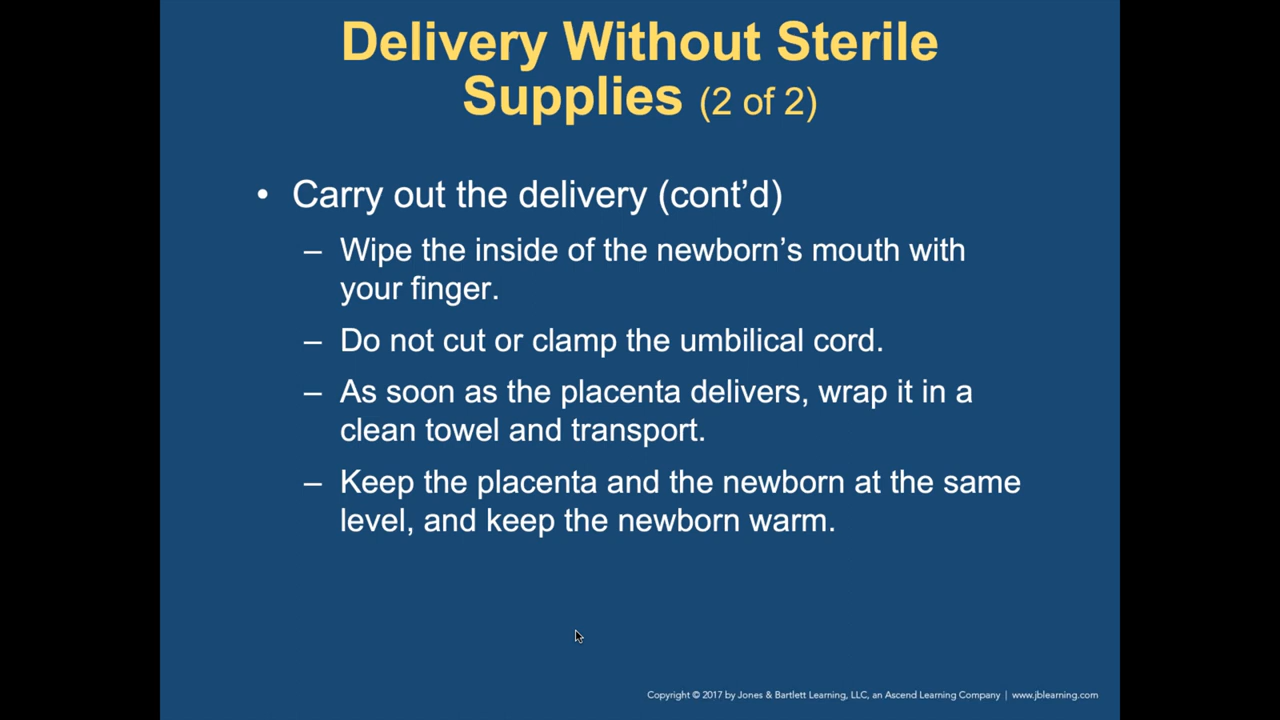 Delivery Without Sterile
Supplies (2 of 2)
• Carry out the delivery (cont’d)
– Wipe the inside of the newborn’s mouth with
your finger.
– Do not cut or clamp the umbilical cord.
– As soon as the placenta delivers, wrap it in a
clean towel and transport.
– Keep the placenta and the newborn at the same
level, and keep the newborn warm.
Copyright © 2017 by Jones & Bartlett Learning, LLC, an Ascend Learning Company | www.jblearning.com